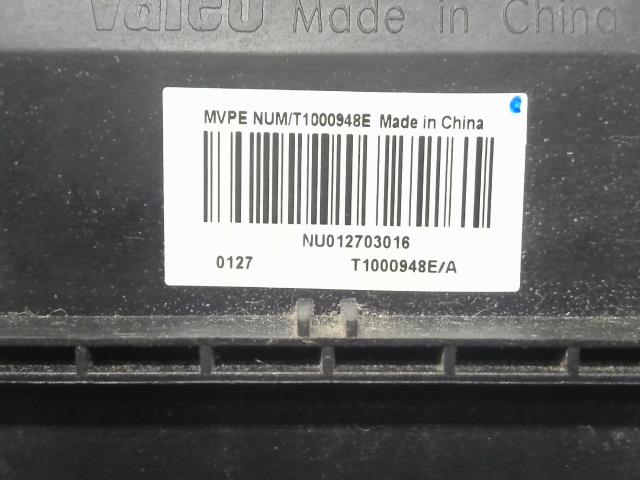 Valeo Made in China
MVPE NUM/T1000948E Made in China
NU012703016
0127 T1000948E/A